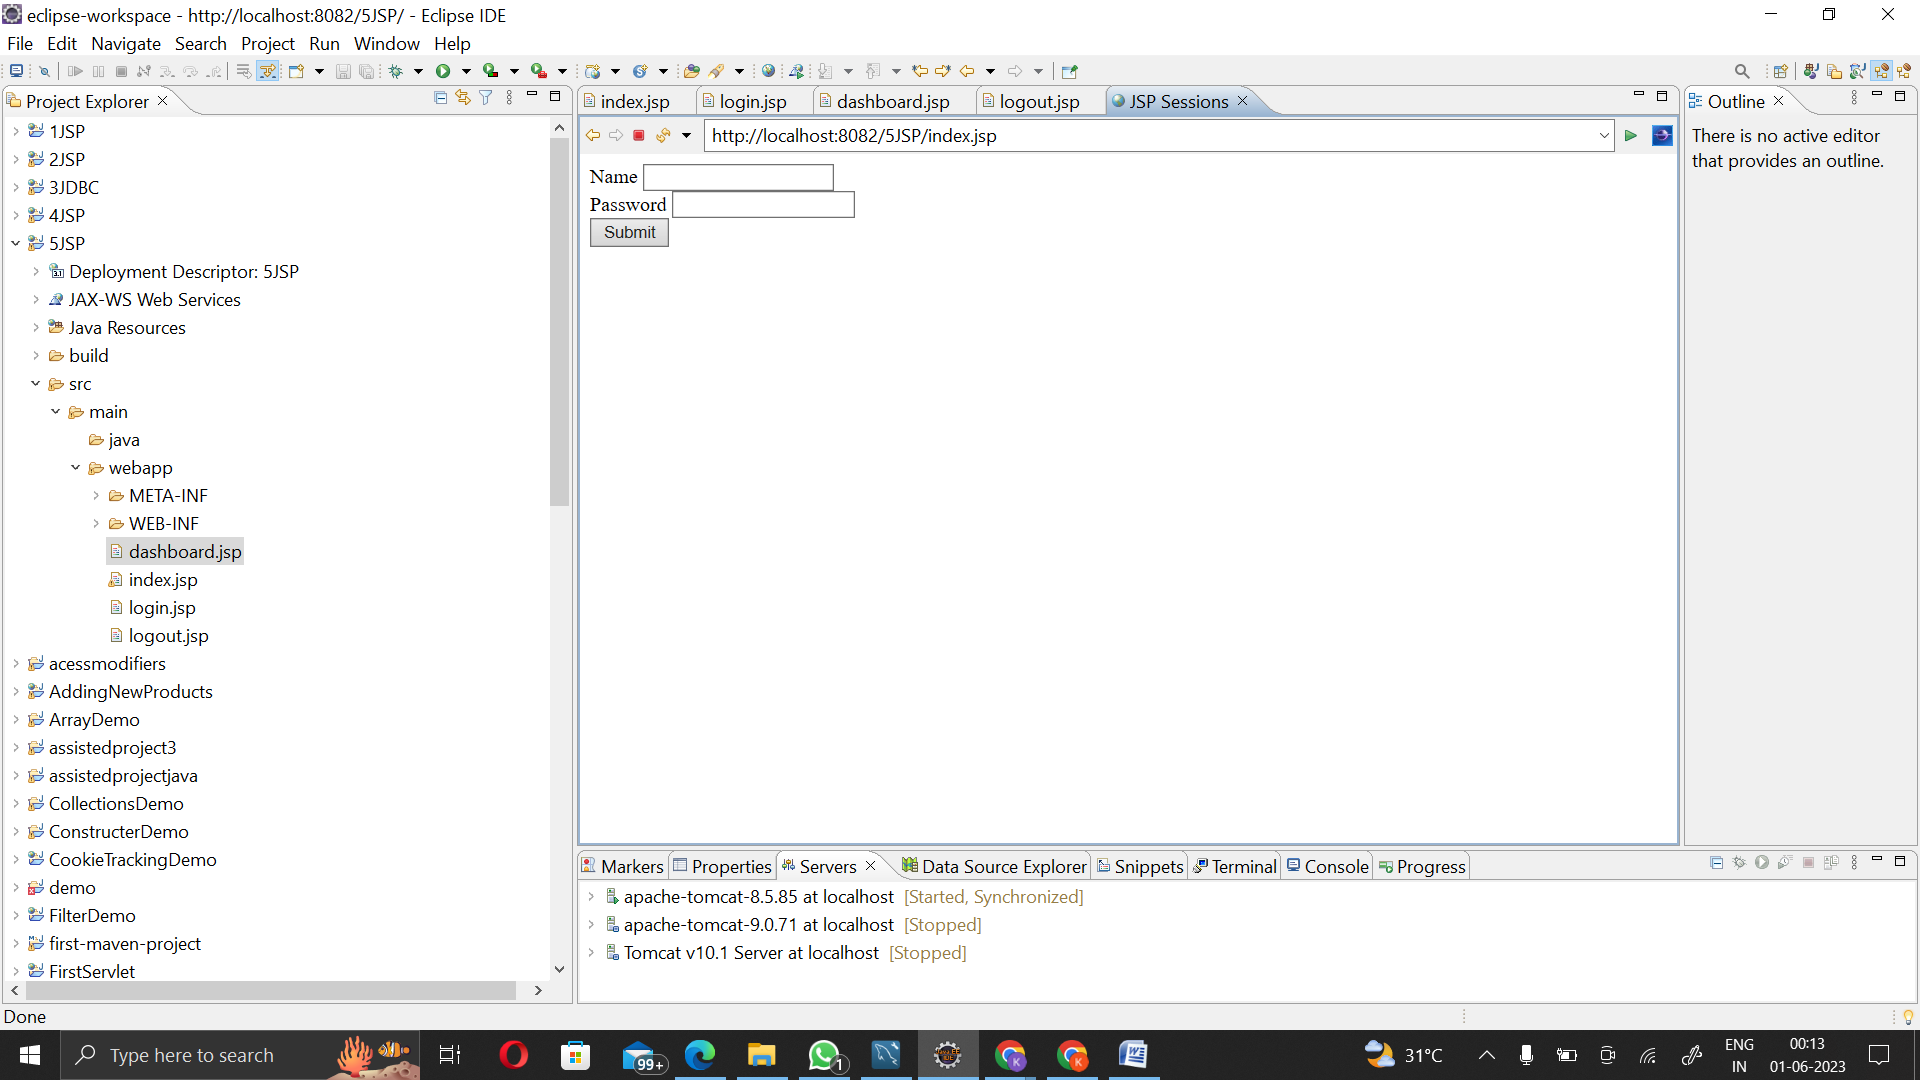 eclipse-workspace - http://localhost:8082/5JSP/ - Eclipse IDE
File Edit Navigate Search Project Run Window Help
Project Explorer
1JSP
2JSP
3JDBC
4JSP
5JSP
Deployment Descriptor: 5JSP
JAX-WS Web Services
Java Resources
build
src
main
java
webapp
META-INF
WEB-INF
dashboard.jsp
index.jsp
login.jsp
logout.jsp
acessmodifiers
AddingNewProducts
ArrayDemo
assistedproject3
assistedprojectjava
CollectionsDemo
ConstructerDemo
CookieTrackingDemo
demo
FilterDemo
first-maven-project
FirstServlet
index.jsp login.jsp dashboard.jsp logout.jsp JSP Sessions
http://localhost:8082/5JSP/index.jsp
Name
Password
Submit
Outline
There is no active editor
that provides an outline.
Markers Properties Servers Data Source Explorer Snippets Terminal Console Progress
apache-tomcat-8.5.85 at localhost [Started, Synchronized]
apache-tomcat-9.0.71 at localhost [Stopped]
Tomcat v10.1 Server at localhost [Stopped]
Done
Type here to search
99+
1
K
K
31°C
ENG
IN
00:13
01-06-2023